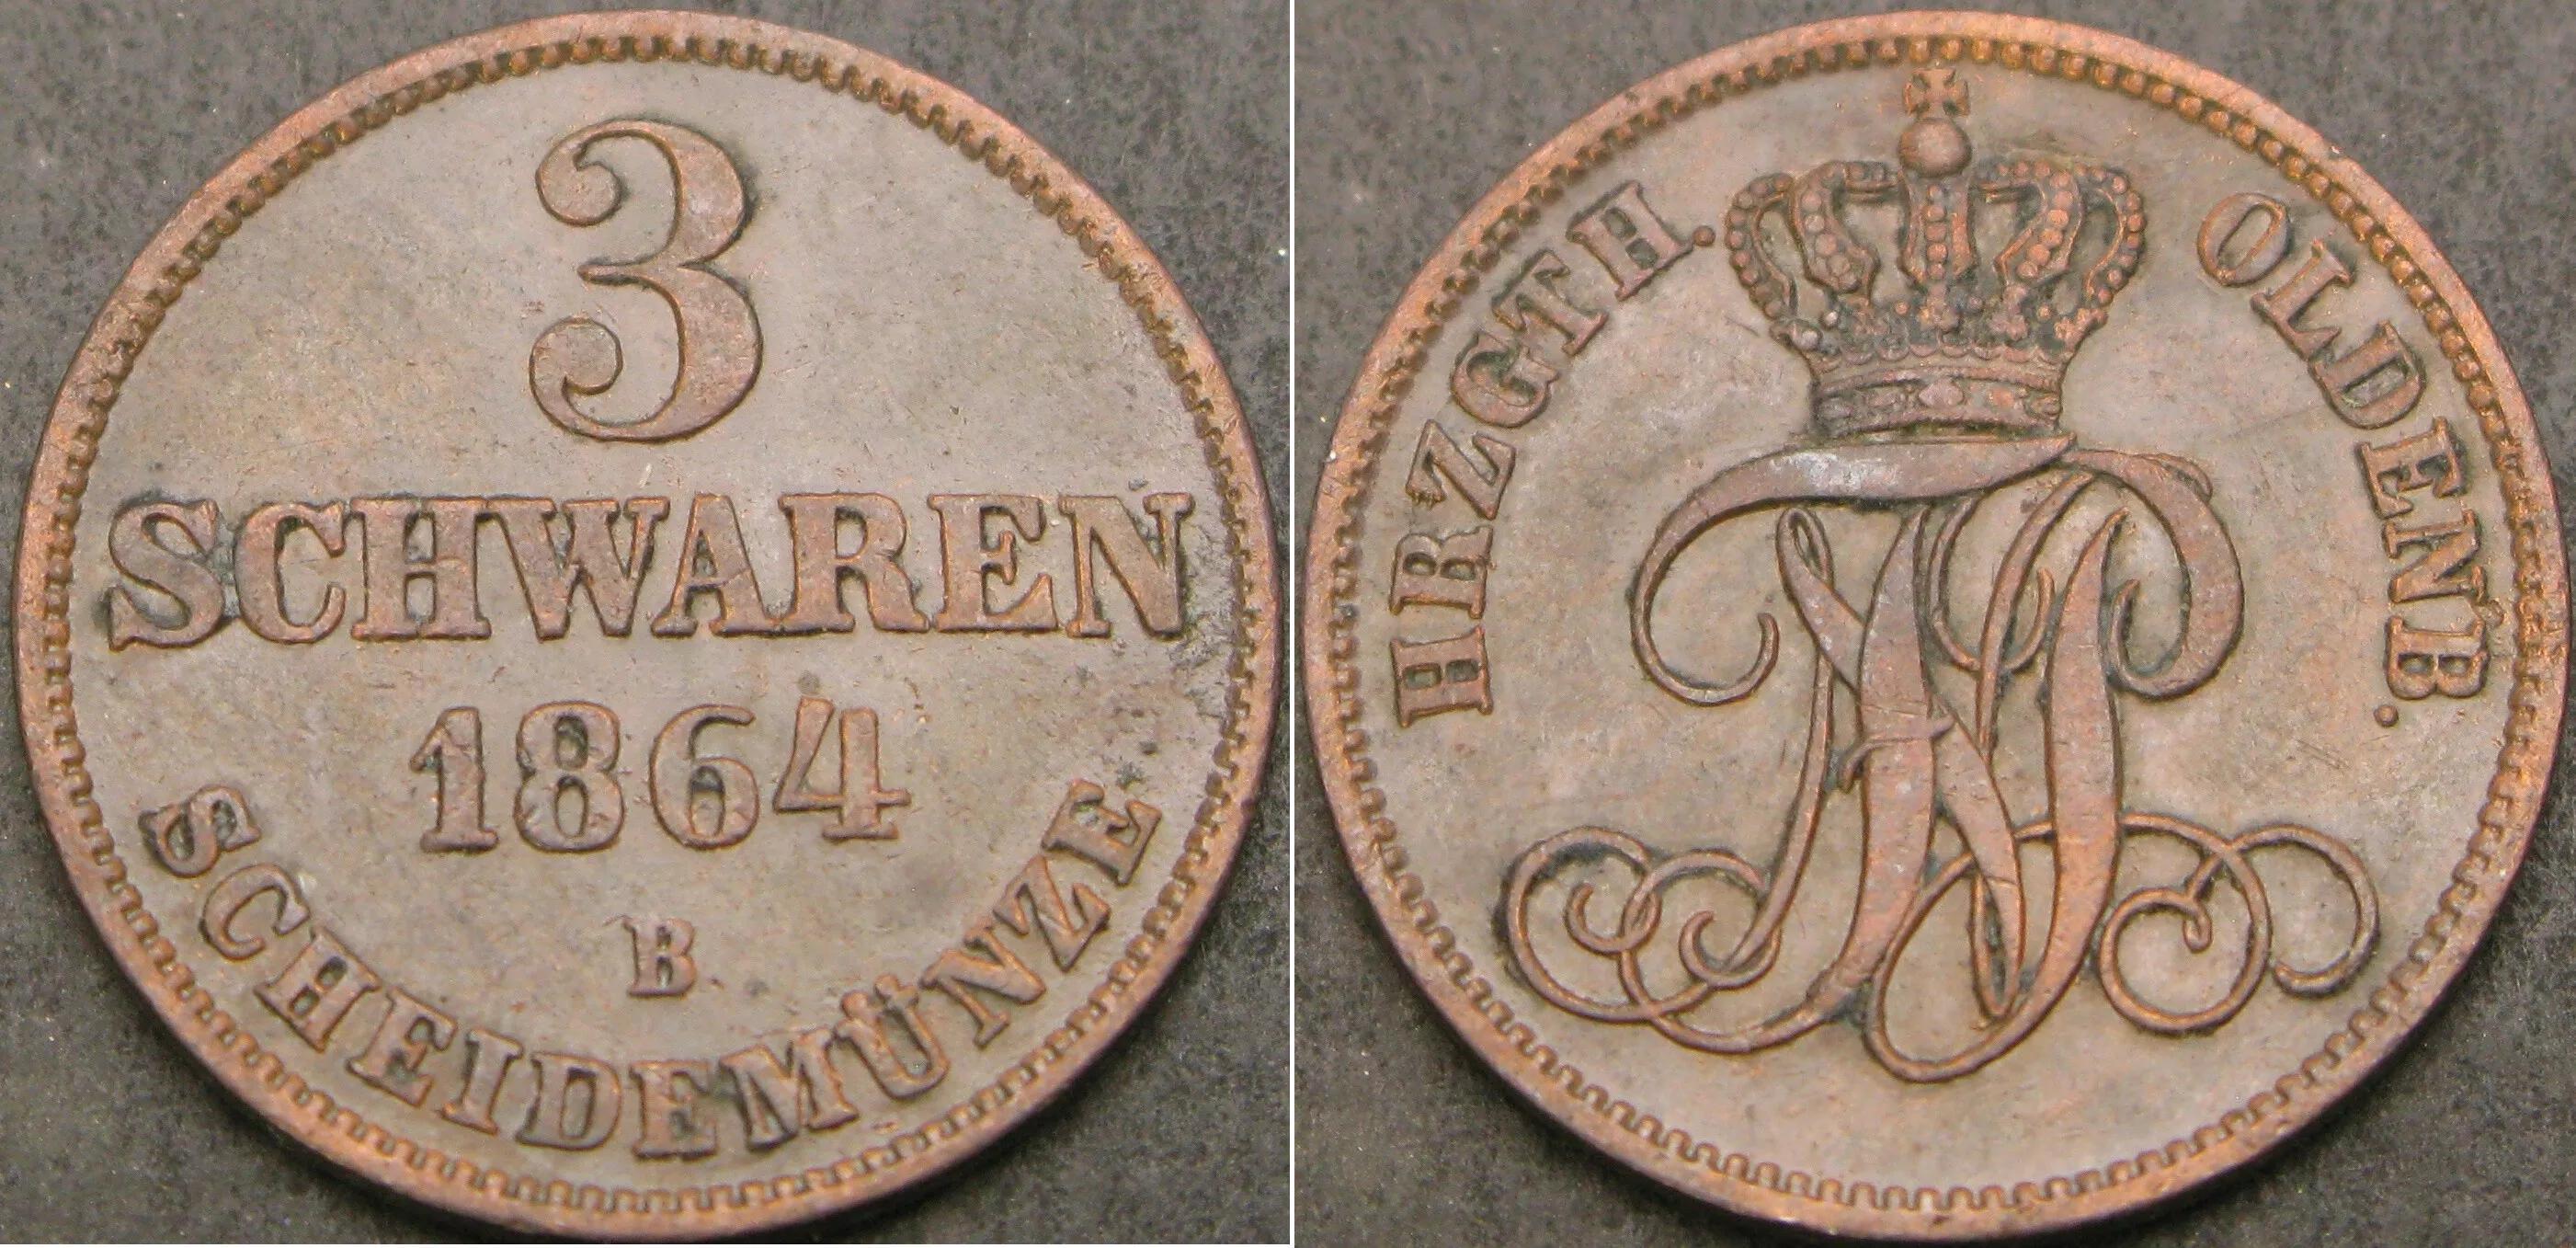 3
SCHWAREN
1864
B
SCHEIDEMÜNZE
HRZGTH. OLDENB.